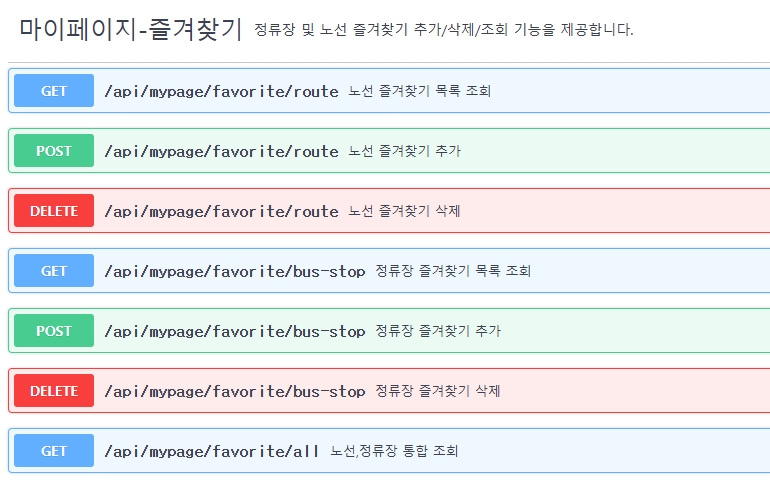 마이페이지-즐겨찾기 정류장 및 노선 즐겨찾기 추가/삭제/조회 기능을 제공합니다.
GET /api/mypage/favorite/route 노선 즐겨찾기 목록 조회
POST /api/mypage/favorite/route 노선 즐겨찾기 추가
DELETE /api/mypage/favorite/route 노선 즐겨찾기 삭제
GET /api/mypage/favorite/bus-stop 정류장 즐겨찾기 목록 조회
POST /api/mypage/favorite/bus-stop 정류장 즐겨찾기 추가
DELETE /api/mypage/favorite/bus-stop 정류장 즐겨찾기 삭제
GET /api/mypage/favorite/all 노선,정류장 통합 조회